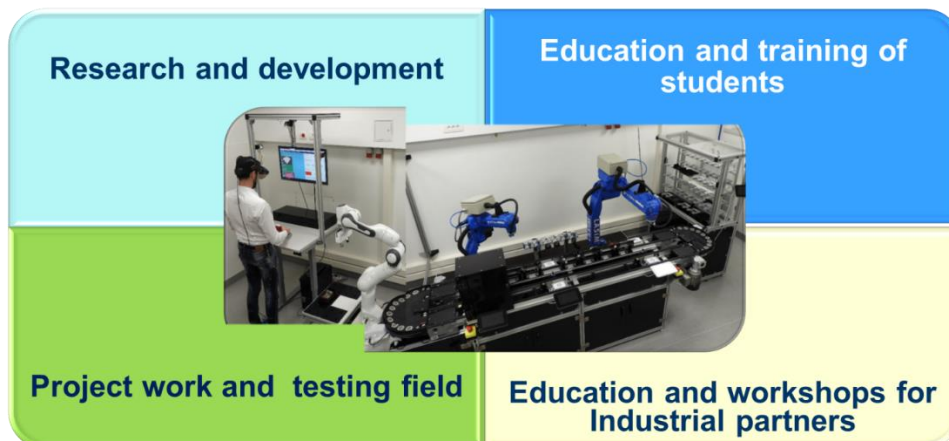 Research and development
Education and training of
students
Project work and  testing field
Education and workshops for
Industrial partners